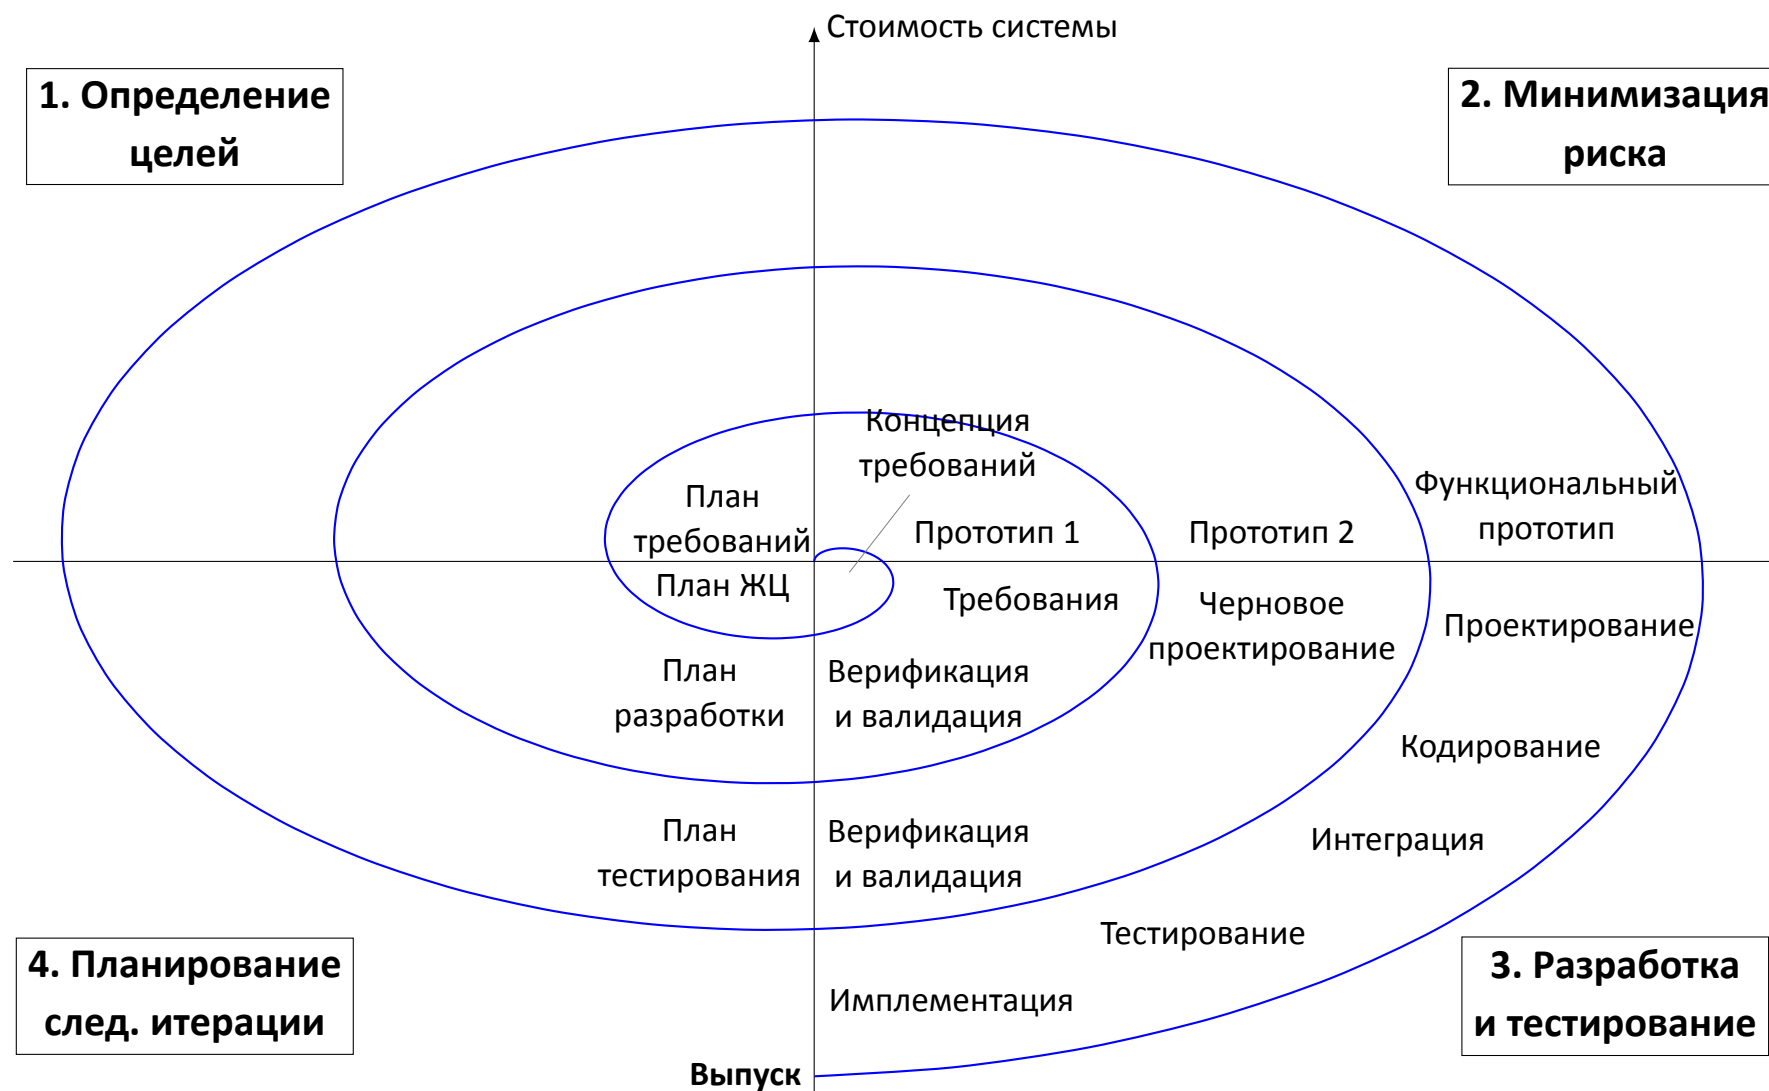 Стоимость системы
1. Определение
целей
2. Минимизация
риска
Концепция
требований
План
требований
Прототип 1
Прототип 2
Функциональный
прототип
План ЖЦ
Требования
Черновое
проектирование
Проектирование
План
разработки
Верификация
и валидация
Кодирование
План
тестирования
Верификация
и валидация
Интеграция
Тестирование
4. Планирование
след. итерации
Имплементация
3. Разработка
и тестирование
Выпуск